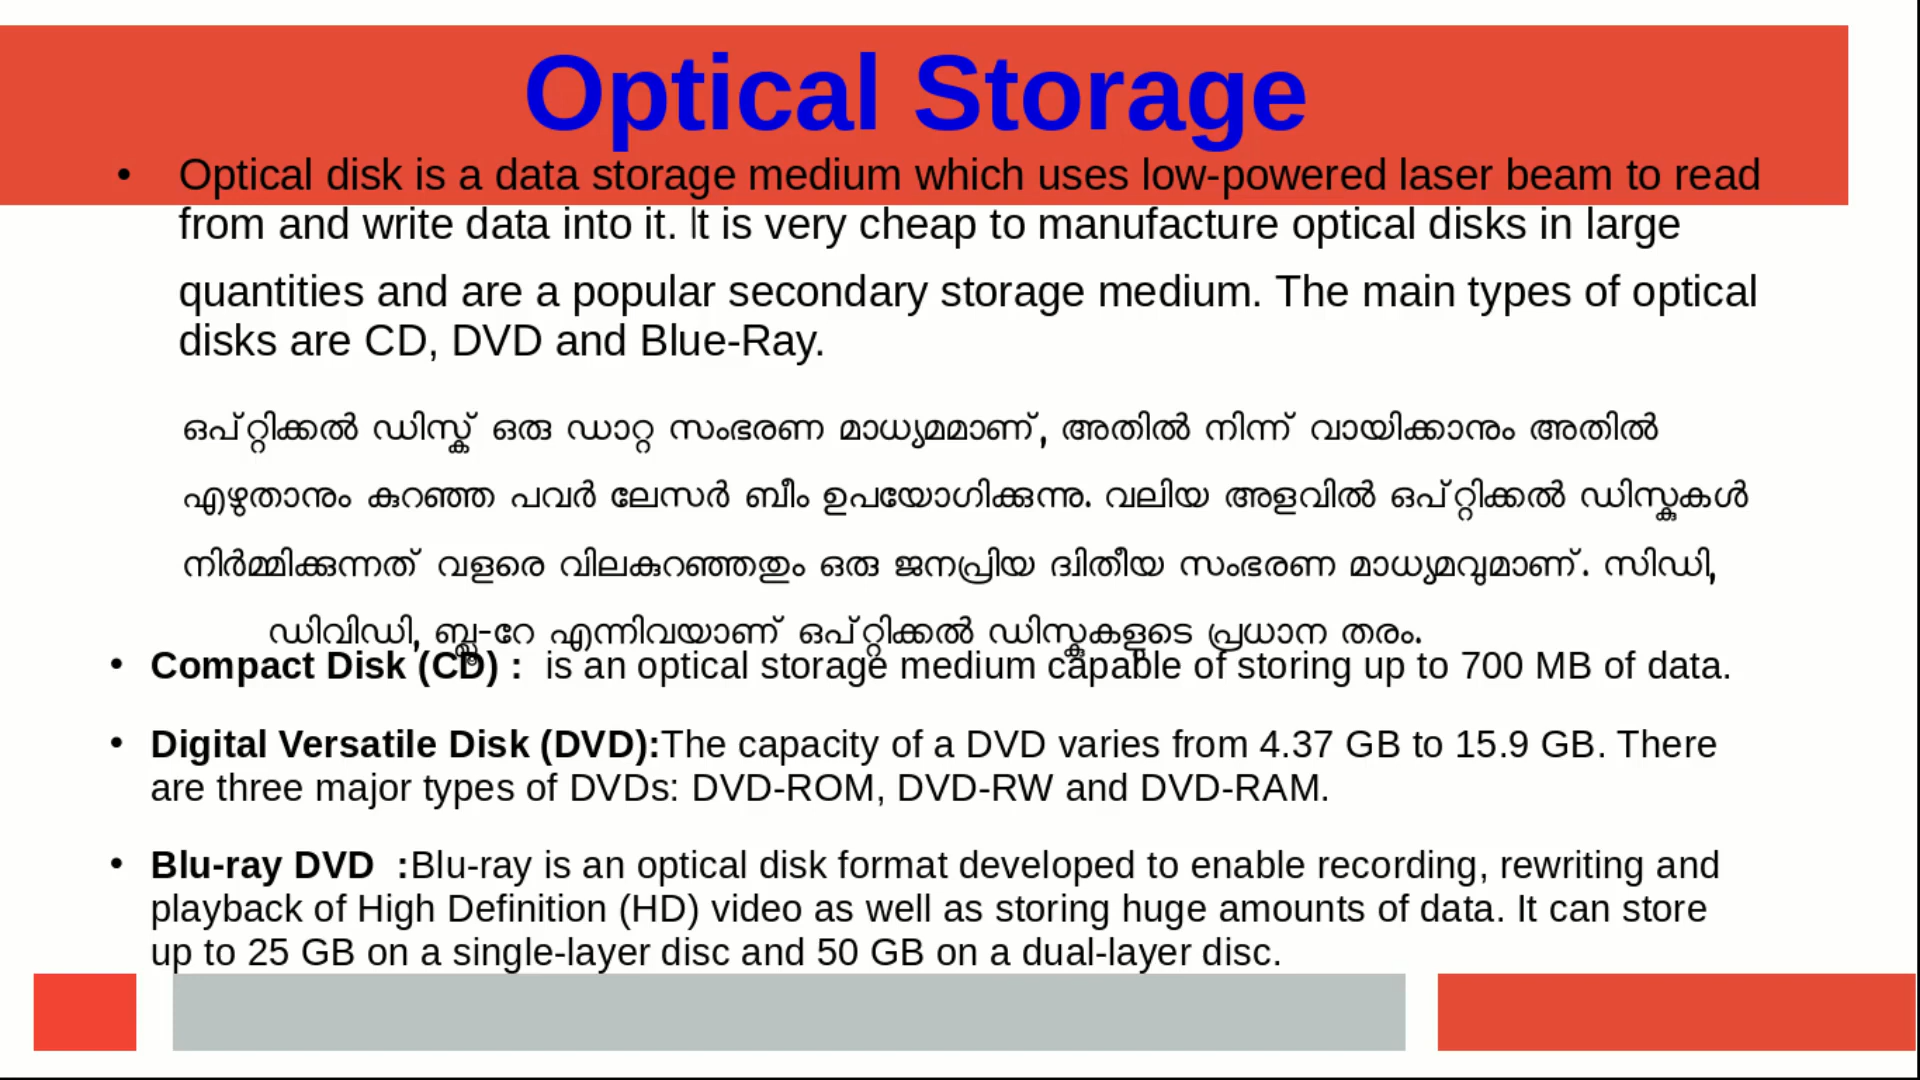 Optical Storage
• Optical disk is a data storage medium which uses low-powered laser beam to read
from and write data into it. It is very cheap to manufacture optical disks in large
quantities and are a popular secondary storage medium. The main types of optical
disks are CD, DVD and Blue-Ray.
ഒപ്റ്റിക്കൽ ഡിസ്ക് ഒരു ഡാറ്റ സംഭരണ മാധ്യമമാണ്, അതിൽ നിന്ന് വായിക്കാനും അതിൽ
എഴുതാനും കുറഞ്ഞ പവർ ലേസർ ബീം ഉപയോഗിക്കുന്നു. വലിയ അളവിൽ ഒപ്റ്റിക്കൽ ഡിസ്കുകൾ
നിർമ്മിക്കുന്നത് വളരെ വിലകുറഞ്ഞതും ഒരു ജനപ്രിയ ദ്വിതീയ സംഭരണ മാധ്യമവുമാണ്. സിഡി,
ഡിവിഡി, ബ്ലൂ-റേ എന്നിവയാണ് ഒപ്റ്റിക്കൽ ഡിസ്കുകളുടെ പ്രധാന തരം.
• Compact Disk (CD) : is an optical storage medium capable of storing up to 700 MB of data.
• Digital Versatile Disk (DVD):The capacity of a DVD varies from 4.37 GB to 15.9 GB. There
are three major types of DVDs: DVD-ROM, DVD-RW and DVD-RAM.
• Blu-ray DVD :Blu-ray is an optical disk format developed to enable recording, rewriting and
playback of High Definition (HD) video as well as storing huge amounts of data. It can store
up to 25 GB on a single-layer disc and 50 GB on a dual-layer disc.